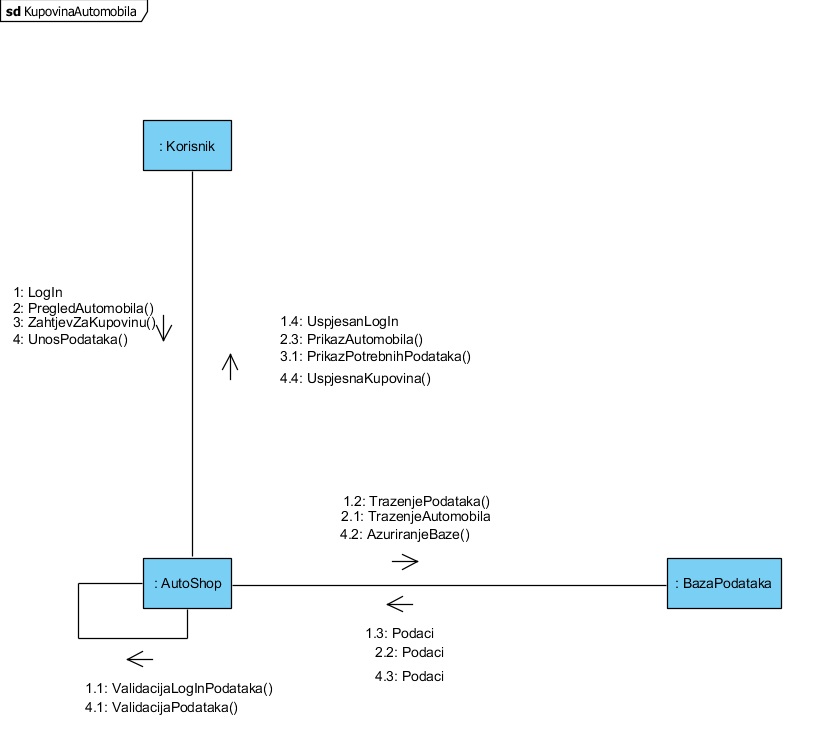 sd KupovinaAutomobila
: Korisnik
1: LogIn
2: PregledAutomobila()
3: ZahtjevZaKupovinu()
4: UnosPodataka()
1.4: UspjesanLogIn
2.3: PrikazAutomobila()
3.1: PrikazPotrebnihPodataka()
4.4: UspjesnaKupovina()
1.2: TrazenjePodataka()
2.1: TrazenjeAutomobila
4.2: AzuriranjeBaze()
: AutoShop
: BazaPodataka
1.3: Podaci
2.2: Podaci
4.3: Podaci
1.1: ValidacijaLogInPodataka()
4.1: ValidacijaPodataka()